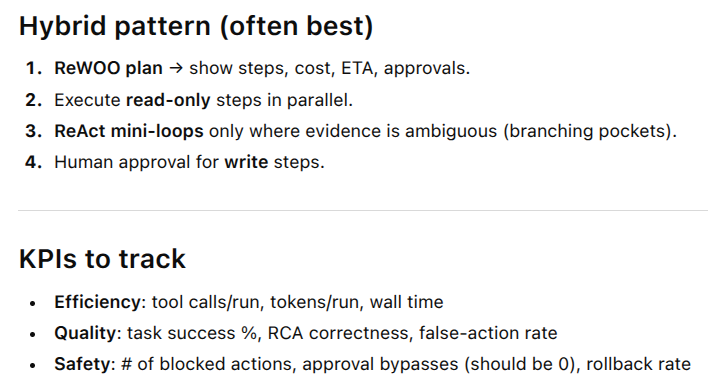 Hybrid pattern (often best)
1. ReWOO plan → show steps, cost, ETA, approvals.
2. Execute read-only steps in parallel.
3. ReAct mini-loops only where evidence is ambiguous (branching pockets).
4. Human approval for write steps.
KPIs to track
• Efficiency: tool calls/run, tokens/run, wall time
• Quality: task success %, RCA correctness, false-action rate
• Safety: # of blocked actions, approval bypasses (should be 0), rollback rate